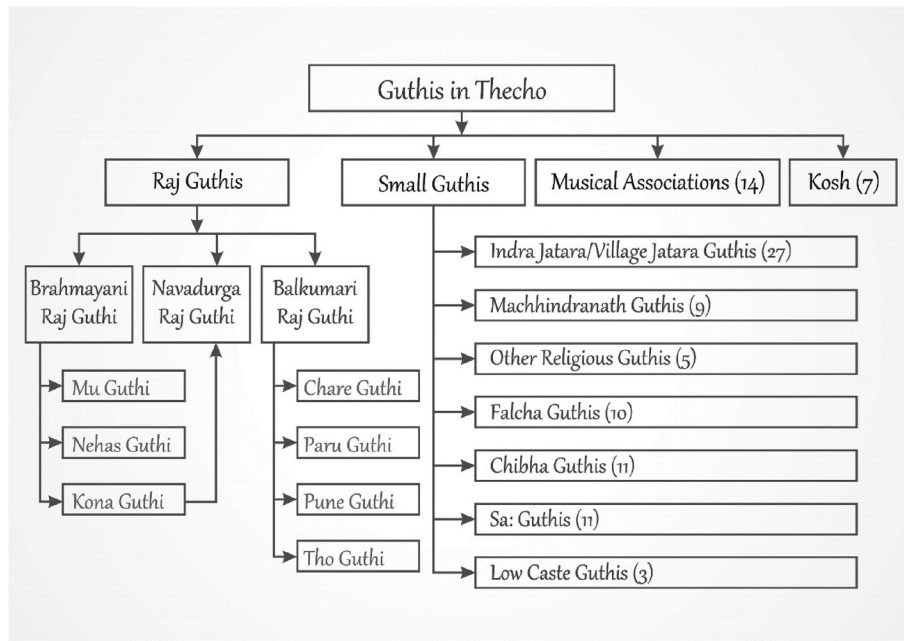 Guthis in Thecho
Raj Guthis
Small Guthis
Musical Associations (14)
Kosh (7)
Brahmayani
Raj Guthi
Navadurga
Raj Guthi
Balkumari
Raj Guthi
Mu Guthi
Nehas Guthi
Kona Guthi
Chare Guthi
Paru Guthi
Pune Guthi
Tho Guthi
Indra Jatara/Village Jatara Guthis (27)
Machhindranath Guthis (9)
Other Religious Guthis (5)
Falcha Guthis (10)
Chibha Guthis (11)
Sa: Guthis (11)
Low Caste Guthis (3)